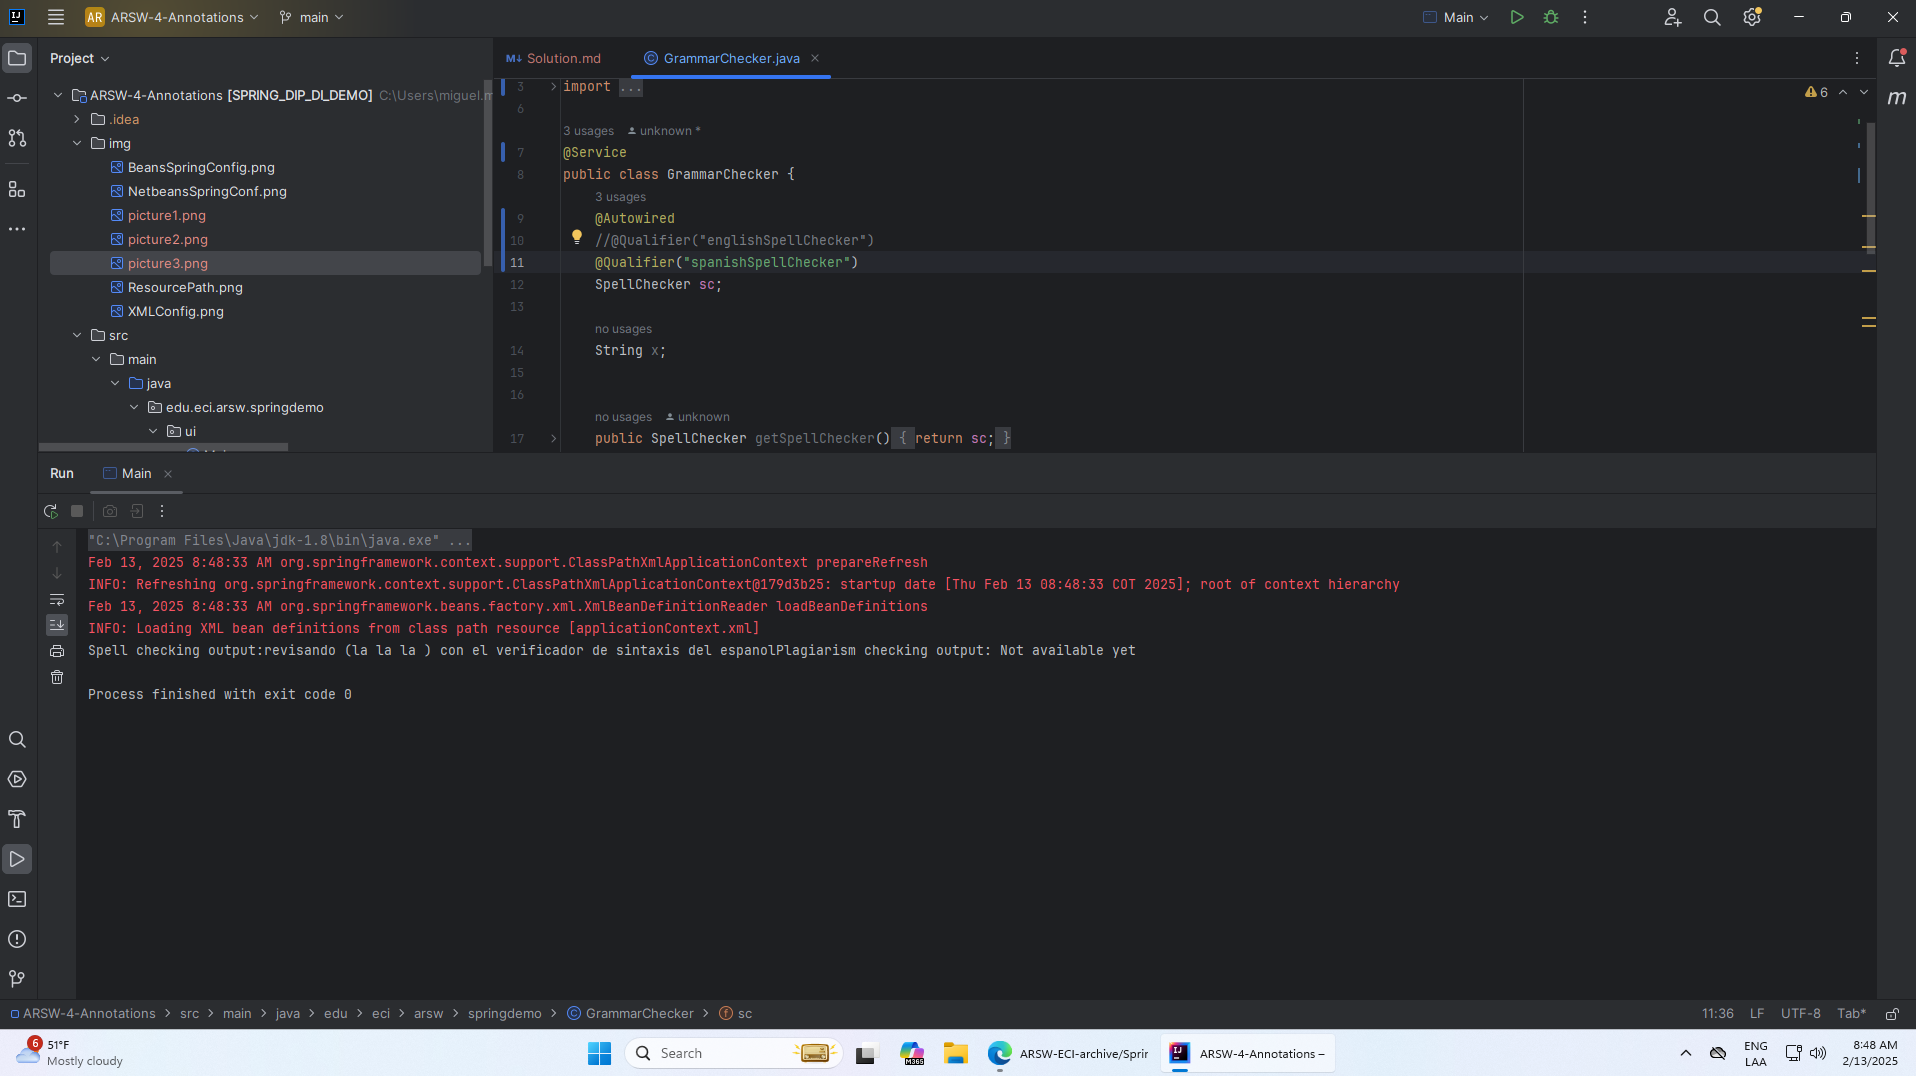 AR ARSW-4-Annotations main Main
Project
Solution.md GrammarChecker.java
ARSW-4-Annotations [SPRING_DIP_DI_DEMO] C:\Users\miguel.m
.idea
img
BeansSpringConfig.png
NetbeansSpringConf.png
picture1.png
picture2.png
picture3.png
ResourcePath.png
XMLConfig.png
src
main
java
edu.eci.arsw.springdemo
ui
3 import ...
6
3 usages unknown *
7 @Service
8 public class GrammarChecker {
3 usages
9 @Autowired
10 //@Qualifier("englishSpellChecker")
11 @Qualifier("spanishSpellChecker")
12 SpellChecker sc;
13
no usages
14 String x;
15
16
no usages unknown
17 public SpellChecker getSpellChecker() { return sc; }
6
m
Run Main
"C:\Program Files\Java\jdk-1.8\bin\java.exe" ...
Feb 13, 2025 8:48:33 AM org.springframework.context.support.ClassPathXmlApplicationContext prepareRefresh
INFO: Refreshing org.springframework.context.support.ClassPathXmlApplicationContext@179d3b25: startup date [Thu Feb 13 08:48:33 COT 2025]; root of context hierarchy
Feb 13, 2025 8:48:33 AM org.springframework.beans.factory.xml.XmlBeanDefinitionReader loadBeanDefinitions
INFO: Loading XML bean definitions from class path resource [applicationContext.xml]
Spell checking output:revisando (la la la ) con el verificador de sintaxis del espanolPlagiarism checking output: Not available yet
Process finished with exit code 0
ARSW-4-Annotations > src > main > java > edu > eci > arsw > springdemo > GrammarChecker > sc
11:36 LF UTF-8 Tab*
6 51°F
Mostly cloudy
Search
M365
ARSW-ECI-archive/Sprir
ARSW-4-Annotations –
ENG
LAA
8:48 AM
2/13/2025